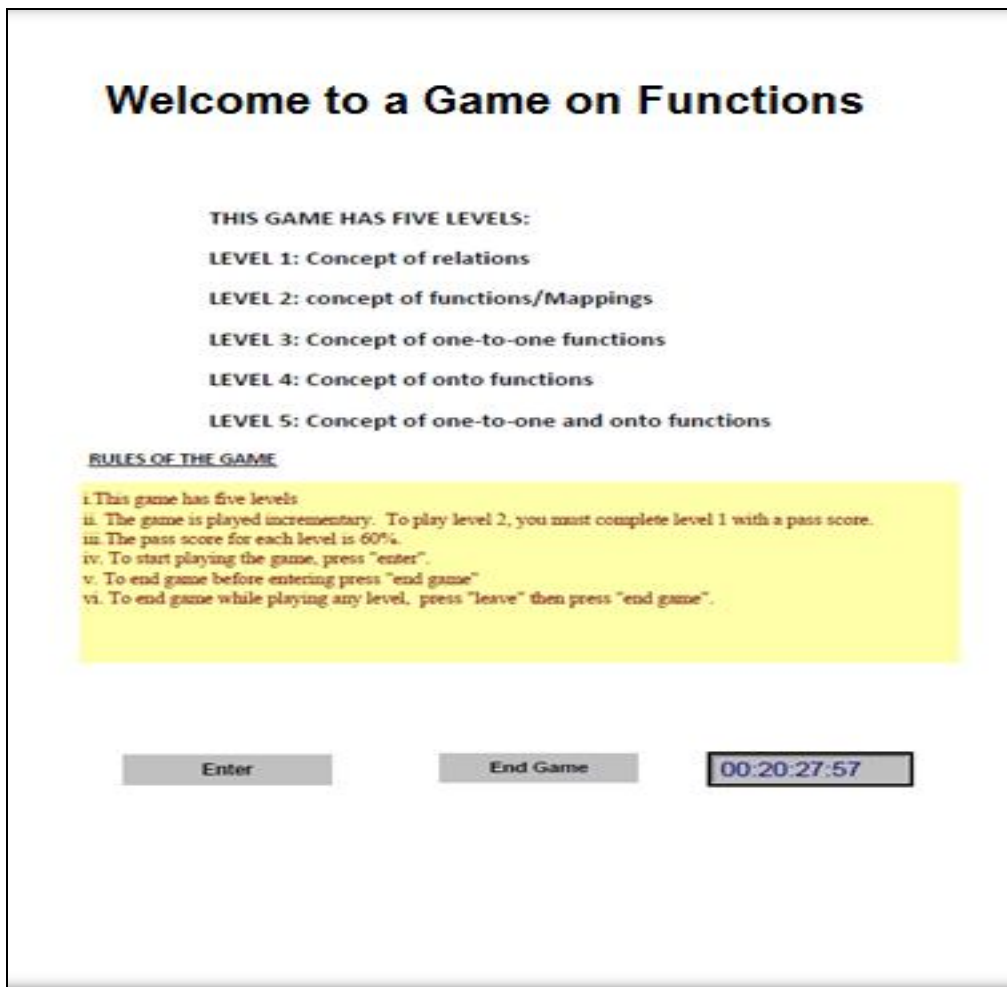 Welcome to a Game on Functions
THIS GAME HAS FIVE LEVELS:
LEVEL 1: Concept of relations
LEVEL 2: concept of functions/Mappings
LEVEL 3: Concept of one-to-one functions
LEVEL 4: Concept of onto functions
LEVEL 5: Concept of one-to-one and onto functions
RULES OF THE GAME
i.This game has five levels
ii. The game is played incrementary. To play level 2, you must complete level 1 with a pass score.
iii.The pass score for each level is 60%.
iv. To start playing the game, press "enter".
v. To end game before entering press "end game"
vi. To end game while playing any level, press "leave" then press "end game".
Enter
End Game
00:20:27:57